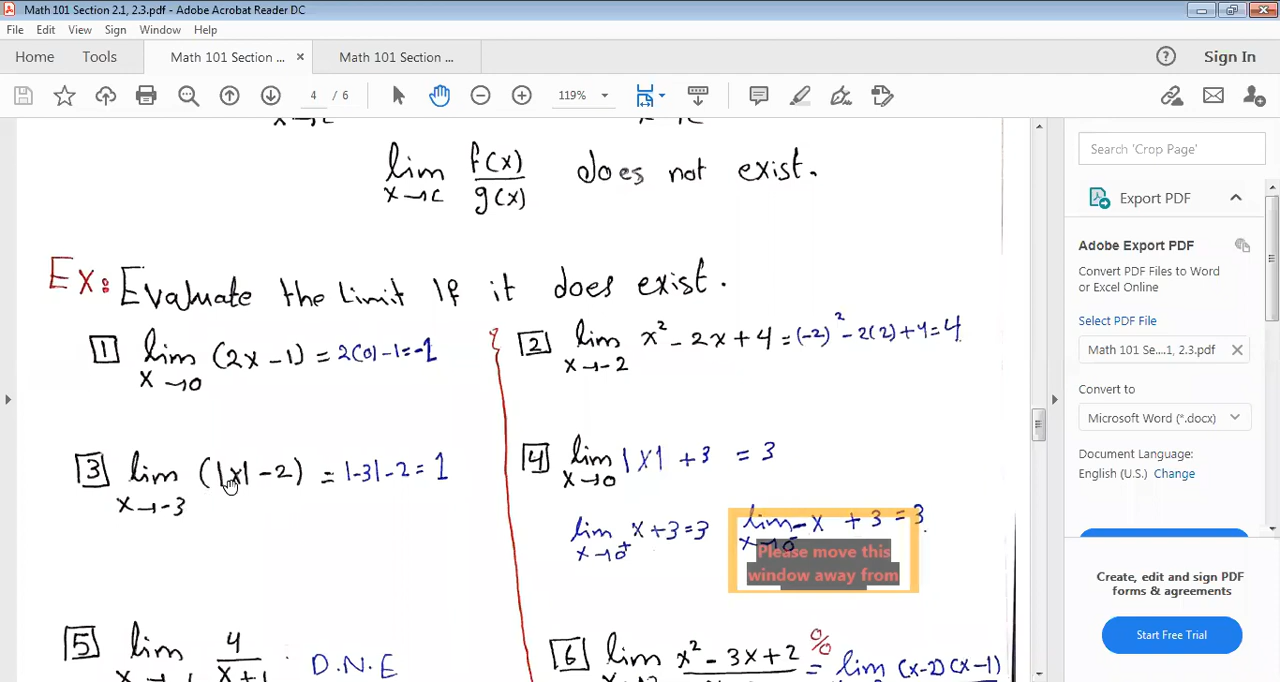 Math 101 Section 2.1, 2.3.pdf - Adobe Acrobat Reader DC
File Edit View Sign Window Help
Home Tools Math 101 Section ... × Math 101 Section ... ? Sign In
4 / 6 119%
lim f(x)/g(x) does not exist.
x→c
Ex: Evaluate the limit If it does exist.
1 lim (2x - 1) = 2(0) - 1 = -1
x→0
2 lim x² - 2x + 4 = (-2)² - 2(2) + 4 = 4
x→-2
3 lim (|x| - 2) = |-3| - 2 = 1
x→-3
4 lim |x| + 3 = 3
x→0
lim x + 3 = 3 lim -x + 3 = 3.
x→0⁺ x→0⁻
Please move this
window away from
5 lim 4/(x+1) : D.N.E
6 lim x² - 3x + 2 % = lim (x-2)(x-1)
Search 'Crop Page'
Export PDF
Adobe Export PDF
Convert PDF Files to Word
or Excel Online
Select PDF File
Math 101 Se....1, 2.3.pdf ×
Convert to
Microsoft Word (*.docx)
Document Language:
English (U.S.) Change
Create, edit and sign PDF
forms & agreements
Start Free Trial